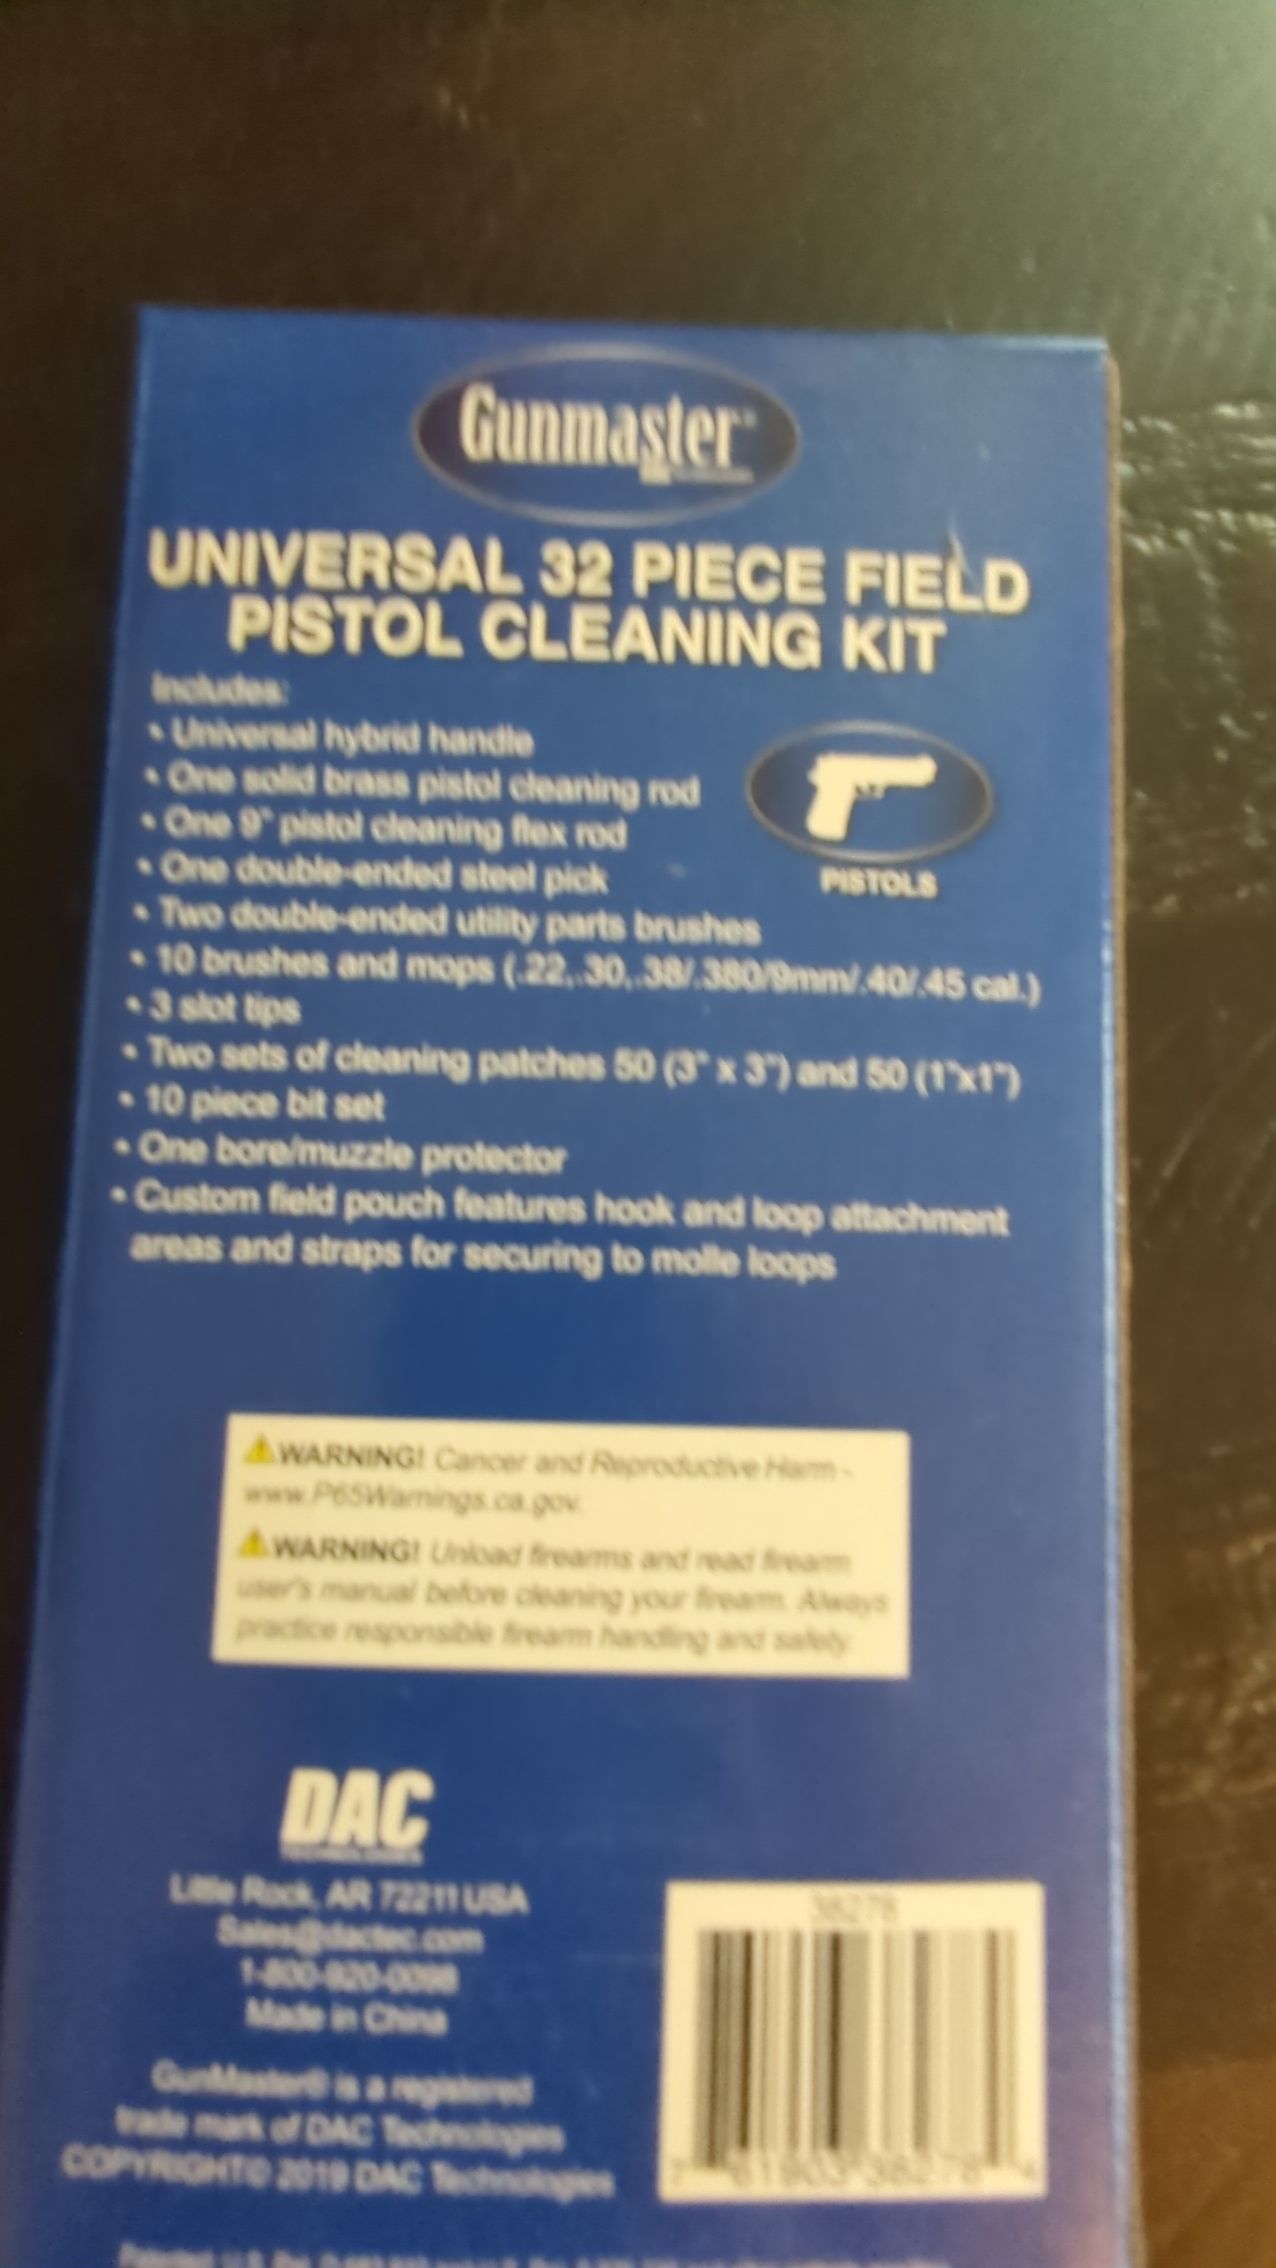 Gunmaster
UNIVERSAL 32 PIECE FIELD
PISTOL CLEANING KIT
Includes:
• Universal hybrid handle
• One solid brass pistol cleaning rod
• One 9" pistol cleaning flex rod
• One double-ended steel pick
• Two double-ended utility parts brushes
• 10 brushes and mops (.22,.30,.38/.380/9mm/.40/.45 cal.)
• 3 slot tips
• Two sets of cleaning patches 50 (3" x 3") and 50 (1"x1")
• 10 piece bit set
• One bore/muzzle protector
• Custom field pouch features hook and loop attachment
areas and straps for securing to molle loops
PISTOLS
WARNING! Cancer and Reproductive Harm -
www.P65Warnings.ca.gov.
WARNING! Unload firearms and read firearm
user's manual before cleaning your firearm. Always
practice responsible firearm handling and safety.
DAC
TECHNOLOGIES
Little Rock, AR 72211 USA
Sales@dactec.com
1-800-920-0098
Made in China
GunMaster® is a registered
trade mark of DAC Technologies
COPYRIGHT© 2019 DAC Technologies
38278
7 61903 38278 4